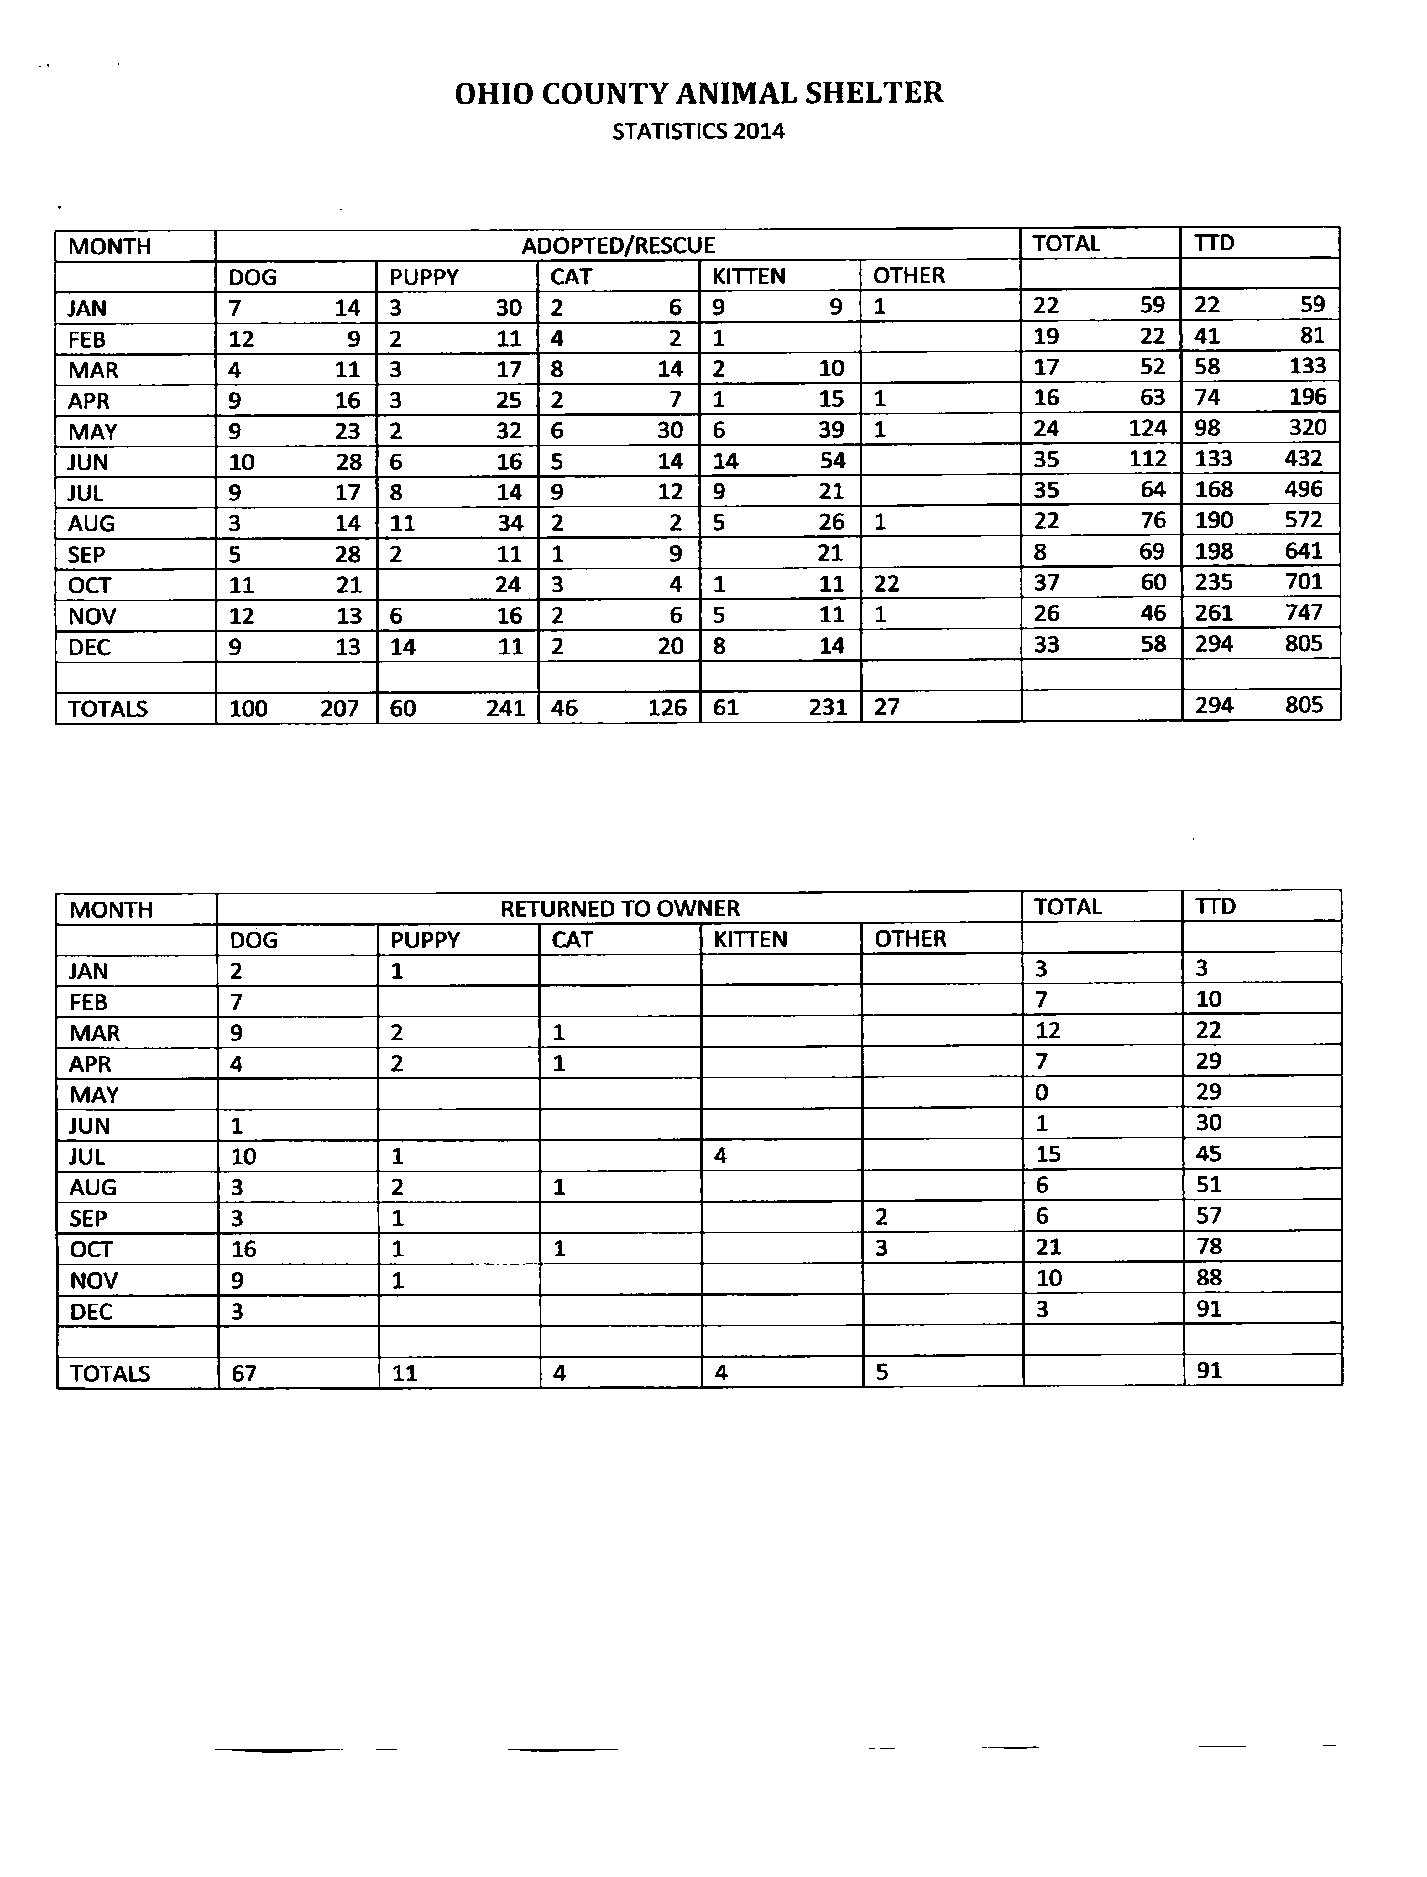 OHIO COUNTY ANIMAL SHELTER
STATISTICS 2014
MONTH ADOPTED/RESCUE TOTAL TTD
DOG PUPPY CAT KITTEN OTHER
JAN 7 14 3 30 2 6 9 9 1 22 59 22 59
FEB 12 9 2 11 4 2 1 19 22 41 81
MAR 4 11 3 17 8 14 2 10 17 52 58 133
APR 9 16 3 25 2 7 1 15 1 16 63 74 196
MAY 9 23 2 32 6 30 6 39 1 24 124 98 320
JUN 10 28 6 16 5 14 14 54 35 112 133 432
JUL 9 17 8 14 9 12 9 21 35 64 168 496
AUG 3 14 11 34 2 2 5 26 1 22 76 190 572
SEP 5 28 2 11 1 9 21 8 69 198 641
OCT 11 21 24 3 4 1 11 22 37 60 235 701
NOV 12 13 6 16 2 6 5 11 1 26 46 261 747
DEC 9 13 14 11 2 20 8 14 33 58 294 805
TOTALS 100 207 60 241 46 126 61 231 27 294 805
MONTH RETURNED TO OWNER TOTAL TTD
DOG PUPPY CAT KITTEN OTHER
JAN 2 1 3 3
FEB 7 7 10
MAR 9 2 1 12 22
APR 4 2 1 7 29
MAY 0 29
JUN 1 1 30
JUL 10 1 4 15 45
AUG 3 2 1 6 51
SEP 3 1 2 6 57
OCT 16 1 1 3 21 78
NOV 9 1 10 88
DEC 3 3 91
TOTALS 67 11 4 4 5 91